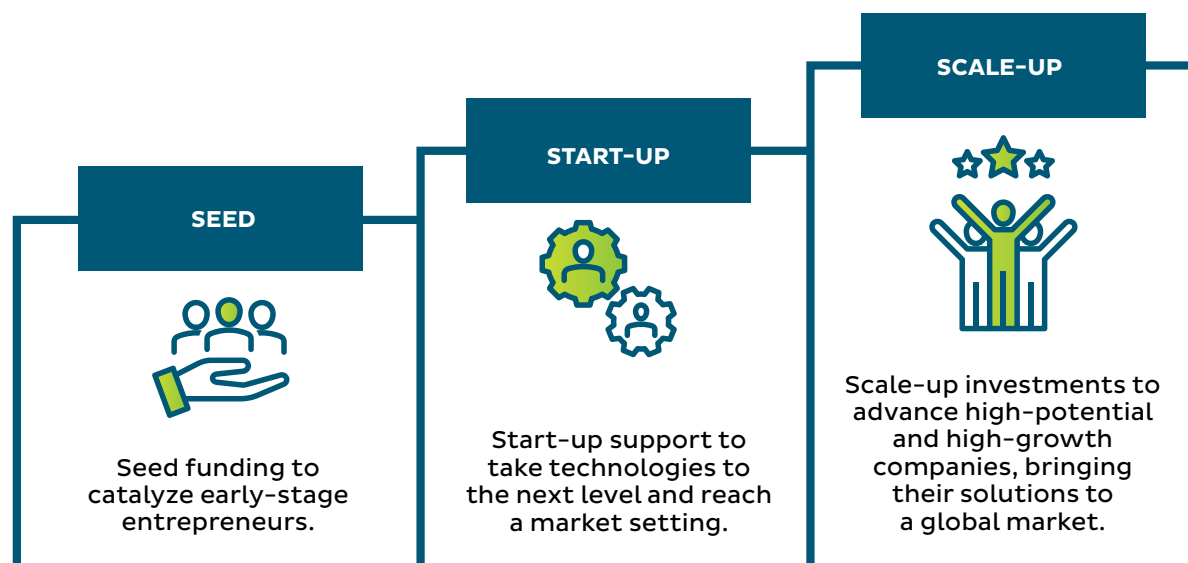 SEED
Seed funding to
catalyze early-stage
entrepreneurs.
START-UP
Start-up support to
take technologies to
the next level and reach
a market setting.
SCALE-UP
Scale-up investments to
advance high-potential
and high-growth
companies, bringing
their solutions to
a global market.